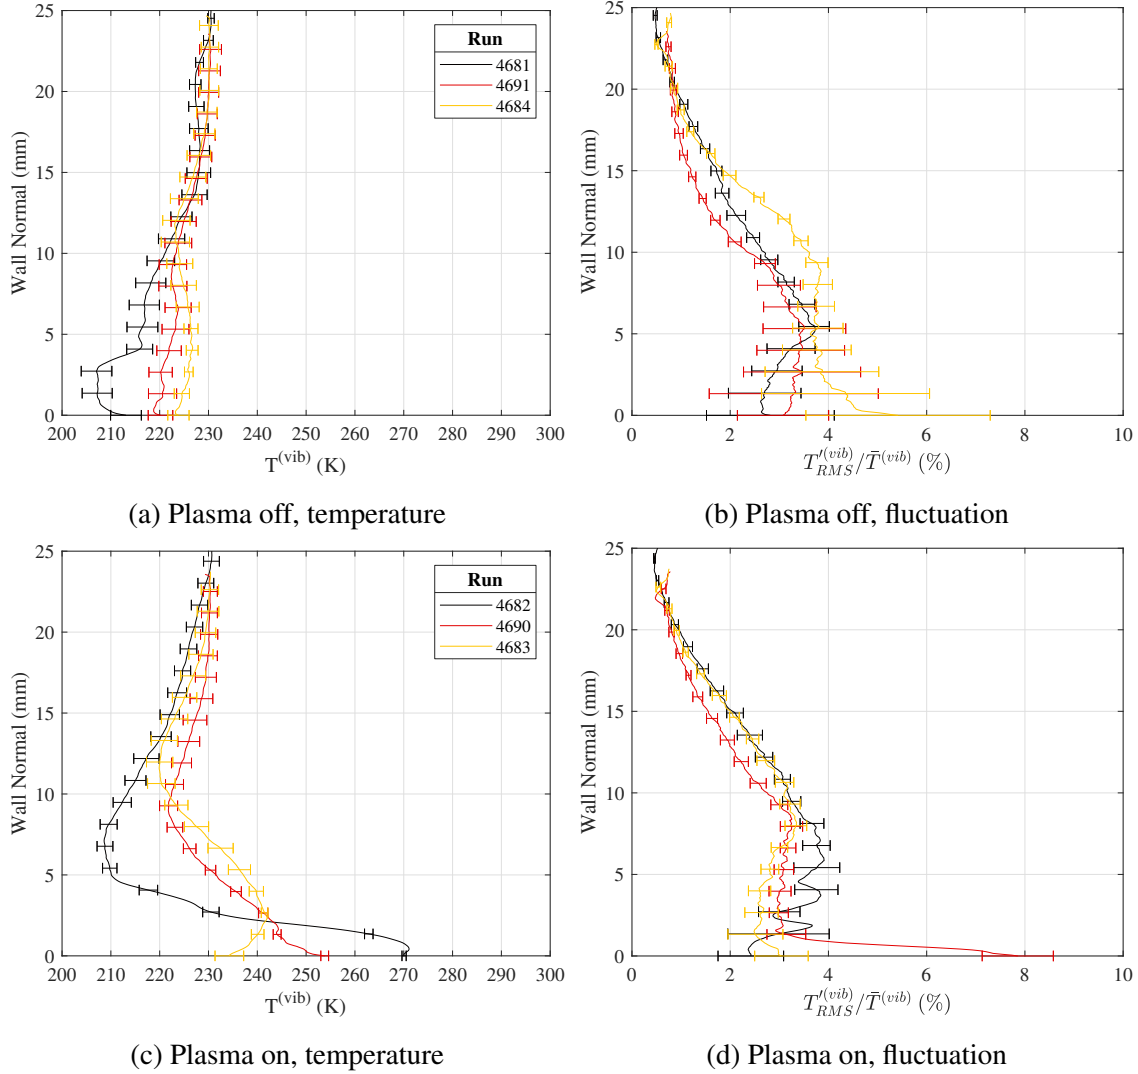 25
20
15
10
5
0
Wall Normal (mm)
200 210 220 230 240 250 260 270 280 290 300
T(vib) (K)
Run
4681
4691
4684
(a) Plasma off, temperature
25
20
15
10
5
0
Wall Normal (mm)
0 2 4 6 8 10
T′(vib)RMS/T̄(vib) (%)
(b) Plasma off, fluctuation
25
20
15
10
5
0
Wall Normal (mm)
200 210 220 230 240 250 260 270 280 290 300
T(vib) (K)
Run
4682
4690
4683
(c) Plasma on, temperature
25
20
15
10
5
0
Wall Normal (mm)
0 2 4 6 8 10
T′(vib)RMS/T̄(vib) (%)
(d) Plasma on, fluctuation